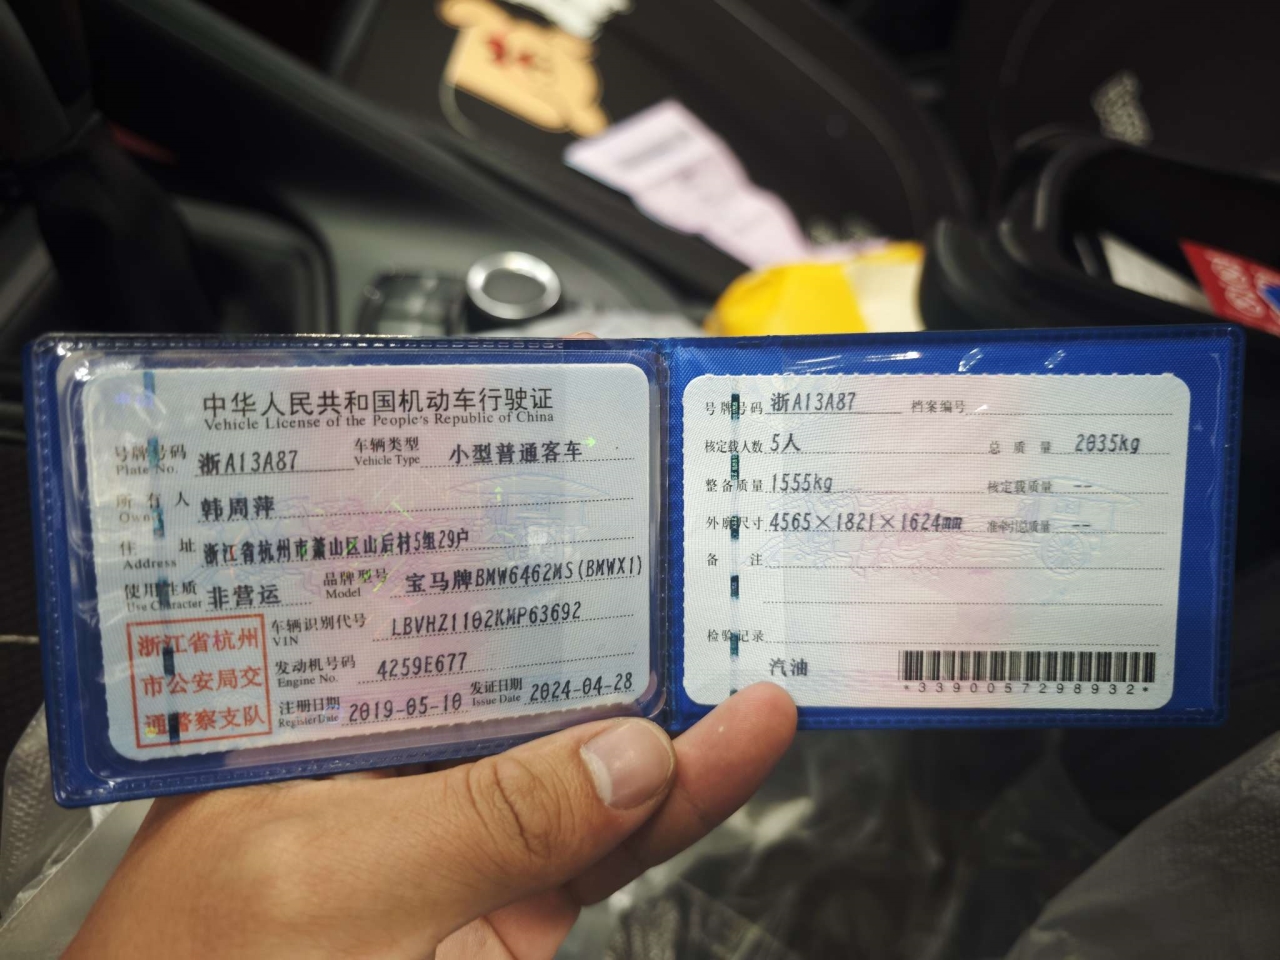 中华人民共和国机动车行驶证
Vehicle License of the People's Republic of China
号牌号码 浙A13A87 车辆类型 小型普通客车
Plate No. Vehicle Type
所有人 韩周萍
Owner
住址 浙江省杭州市萧山区山后村5组29户
Address
使用性质 非营运 品牌型号 宝马牌BMW6462MS(BMWX1)
Use Character Model
浙江省杭州
市公安局交
通警察支队
车辆识别代号 LBVHZ1102KMP63692
VIN
发动机号码 4259E677
Engine No.
注册日期 2019-05-10 发证日期 2024-04-28
Register Date Issue Date
号牌号码 浙A13A87 档案编号
核定载人数 5人 总质量 2035kg
整备质量 1555kg 核定载质量 --
外廓尺寸 4565×1821×1624mm 准牵引总质量 --
备注
检验记录
汽油
*3390057298932*